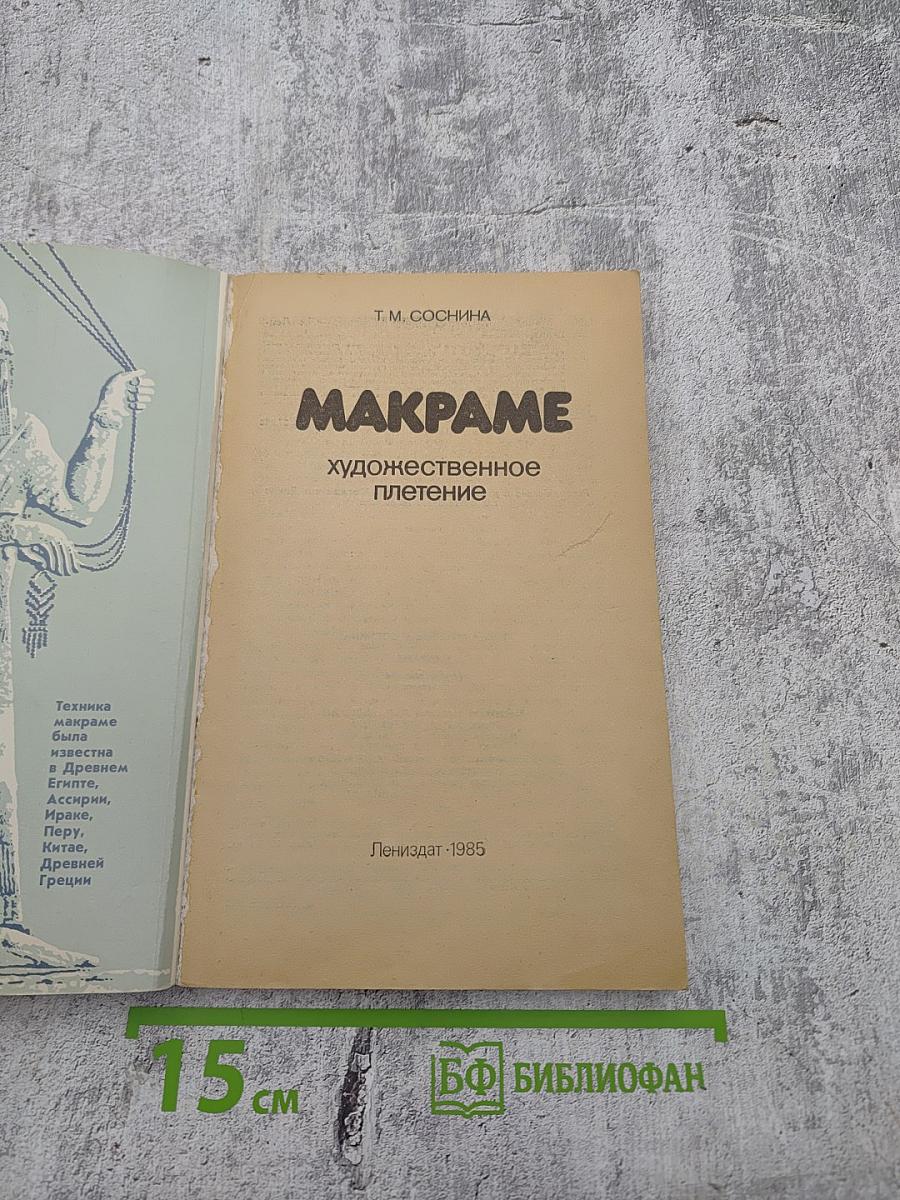 Т. М. СОСНИНА
МАКРАМЕ
художественное
плетение
Лениздат·1985
Техника
макраме
была
известна
в Древнем
Египте,
Ассирии,
Ираке,
Перу,
Китае,
Древней
Греции
15 см
БФ БИБЛИОФАН